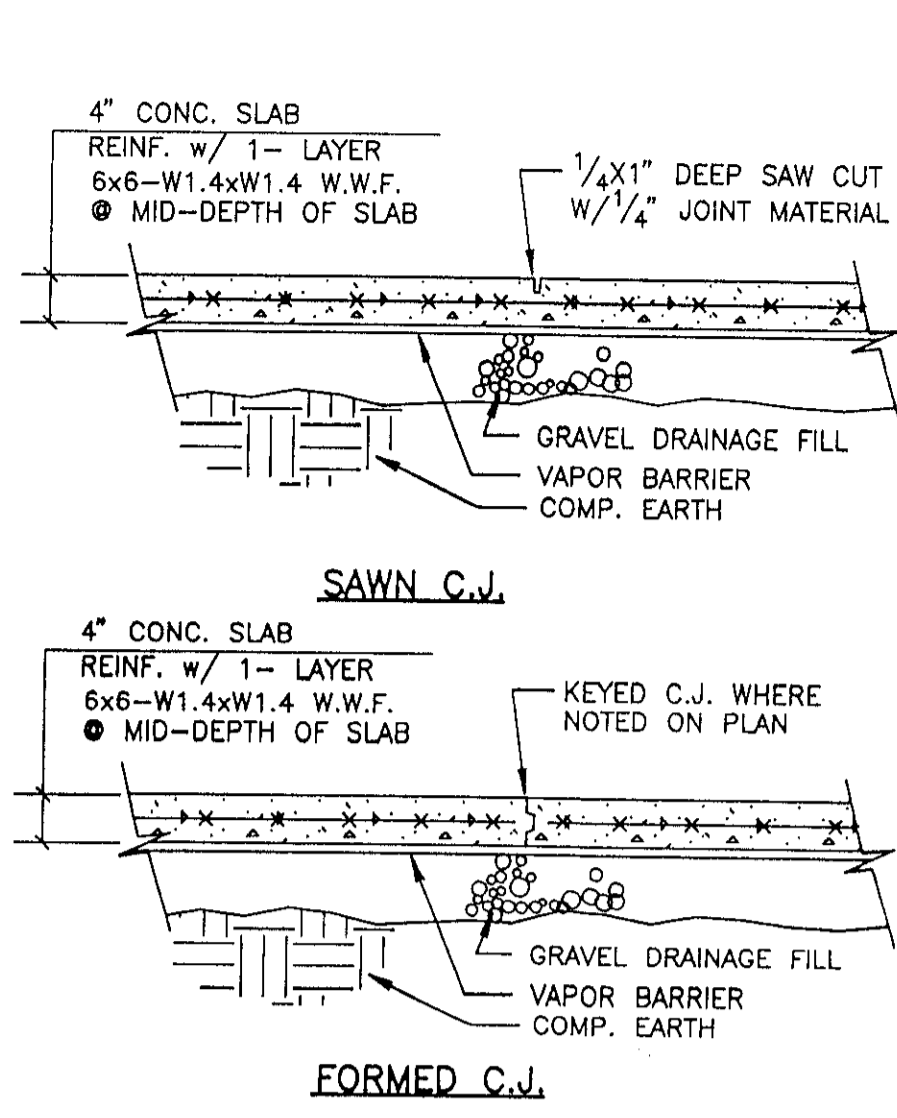 4" CONC. SLAB
REINF. w/ 1- LAYER
6x6-W1.4xW1.4 W.W.F.
@ MID-DEPTH OF SLAB
1/4X1" DEEP SAW CUT
W/1/4" JOINT MATERIAL
GRAVEL DRAINAGE FILL
VAPOR BARRIER
COMP. EARTH
SAWN C.J.
4" CONC. SLAB
REINF. w/ 1- LAYER
6x6-W1.4xW1.4 W.W.F.
@ MID-DEPTH OF SLAB
KEYED C.J. WHERE
NOTED ON PLAN
GRAVEL DRAINAGE FILL
VAPOR BARRIER
COMP. EARTH
FORMED C.J.